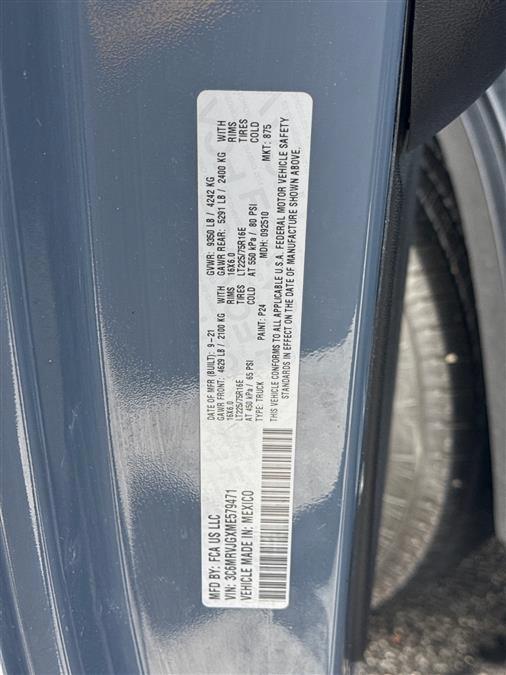 MFD BY: FCA US LLC
DATE OF MFR (BUILT): 9-21 GVWR: 9350 LB / 4242 KG
GAWR FRONT: 4629 LB / 2100 KG WITH GAWR REAR: 5291 LB / 2400 KG WITH
16X6.0 RIMS 16X6.0 RIMS
LT225/75R16E TIRES LT225/75R16E TIRES
AT 450 kPa / 65 PSI COLD AT 550 kPa / 80 PSI COLD
TYPE: TRUCK PAINT: P24 MDH: 092510 MKT: 875
THIS VEHICLE CONFORMS TO ALL APPLICABLE U.S.A. FEDERAL MOTOR VEHICLE SAFETY
STANDARDS IN EFFECT ON THE DATE OF MANUFACTURE SHOWN ABOVE.
VIN: 3C6MRVJGXME579471
VEHICLE MADE IN: MEXICO